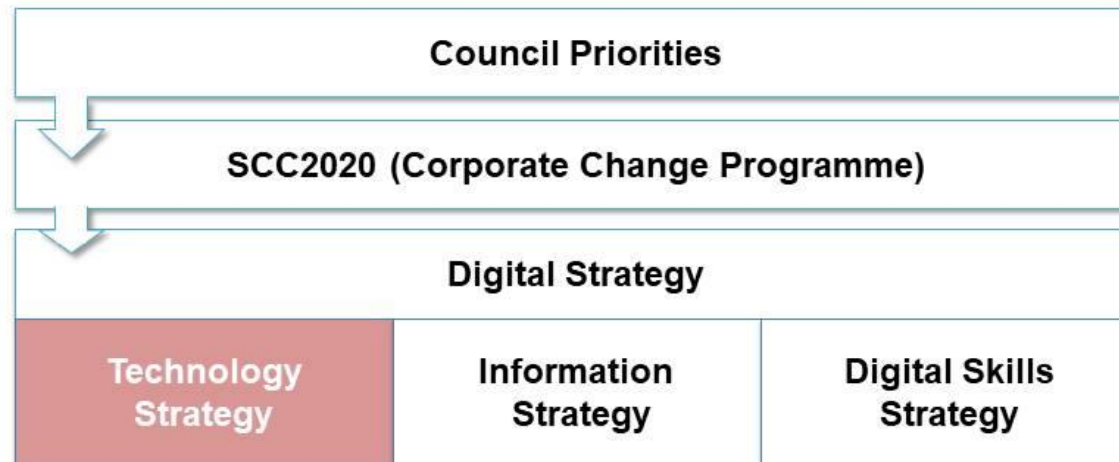 Council Priorities
SCC2020 (Corporate Change Programme)
Digital Strategy
Technology
Strategy
Information
Strategy
Digital Skills
Strategy